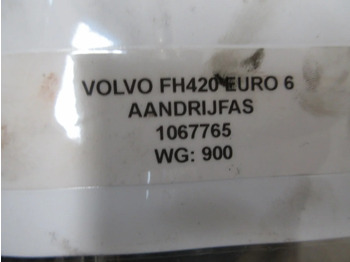 VOLVO FH420 EURO 6
AANDRIJFAS
1067765
WG: 900